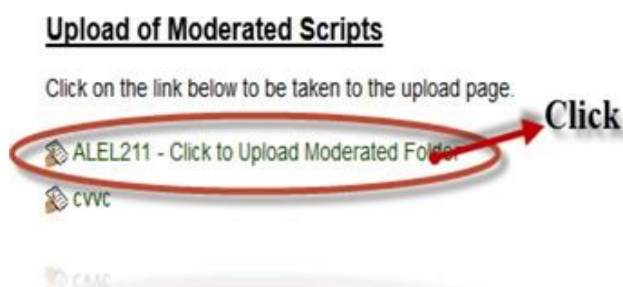 Upload of Moderated Scripts
Click on the link below to be taken to the upload page.
Click
ALEL211 - Click to Upload Moderated Folder
cvvc